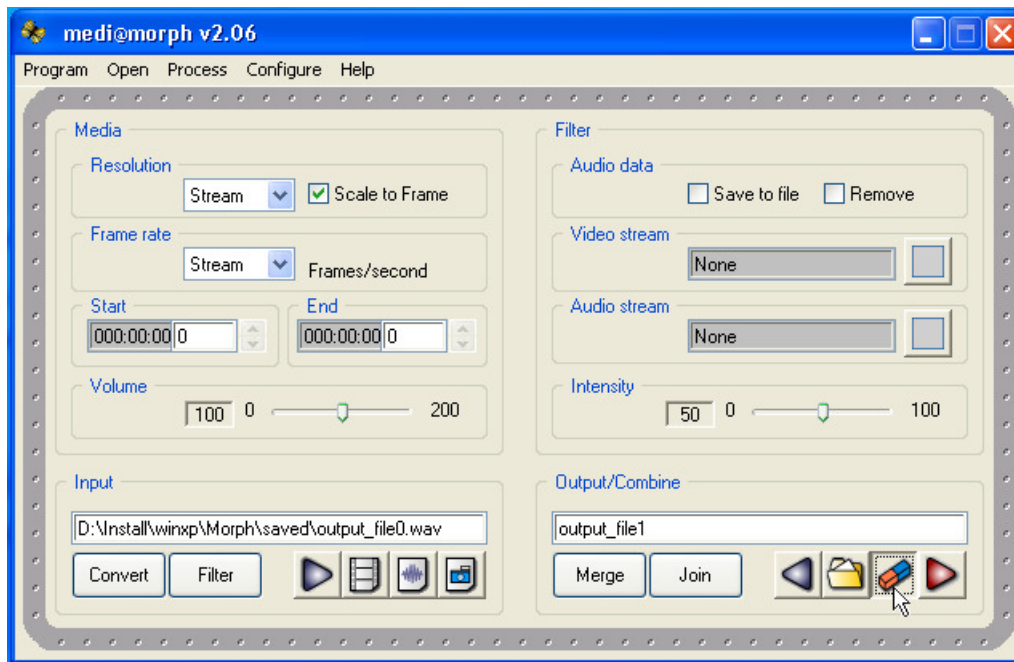 medi@morph v2.06
Program Open Process Configure Help
Media
Resolution
Stream Scale to Frame
Frame rate
Stream Frames/second
Start End
000:00:00 0 000:00:00 0
Volume
100 0 200
Filter
Audio data
Save to file Remove
Video stream
None
Audio stream
None
Intensity
50 0 100
Input
D:\Install\winxp\Morph\saved\output_file0.wav
Convert Filter
Output/Combine
output_file1
Merge Join